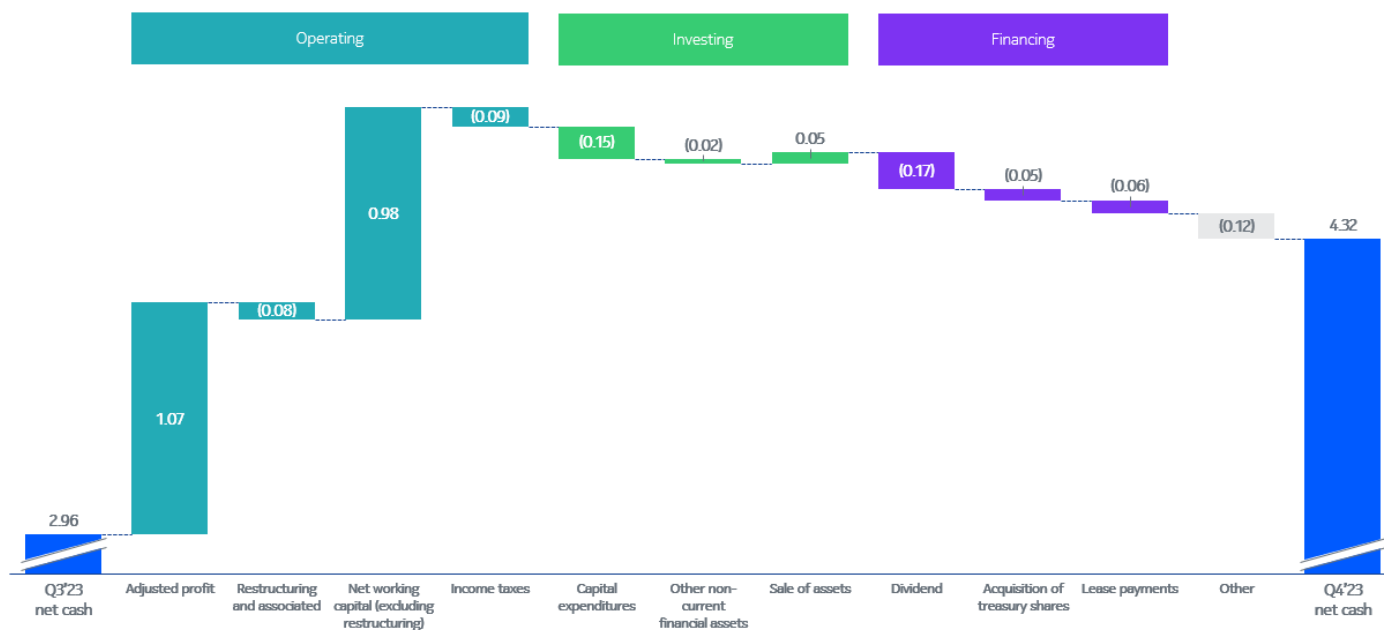 Operating
Investing
Financing
2.96
1.07
(0.08)
0.98
(0.09)
(0.15)
(0.02)
0.05
(0.17)
(0.05)
(0.06)
(0.12)
4.32
Q3'23
net cash
Adjusted profit
Restructuring
and associated
Net working
capital (excluding
restructuring)
Income taxes
Capital
expenditures
Other non-
current
financial assets
Sale of assets
Dividend
Acquisition of
treasury shares
Lease payments
Other
Q4'23
net cash